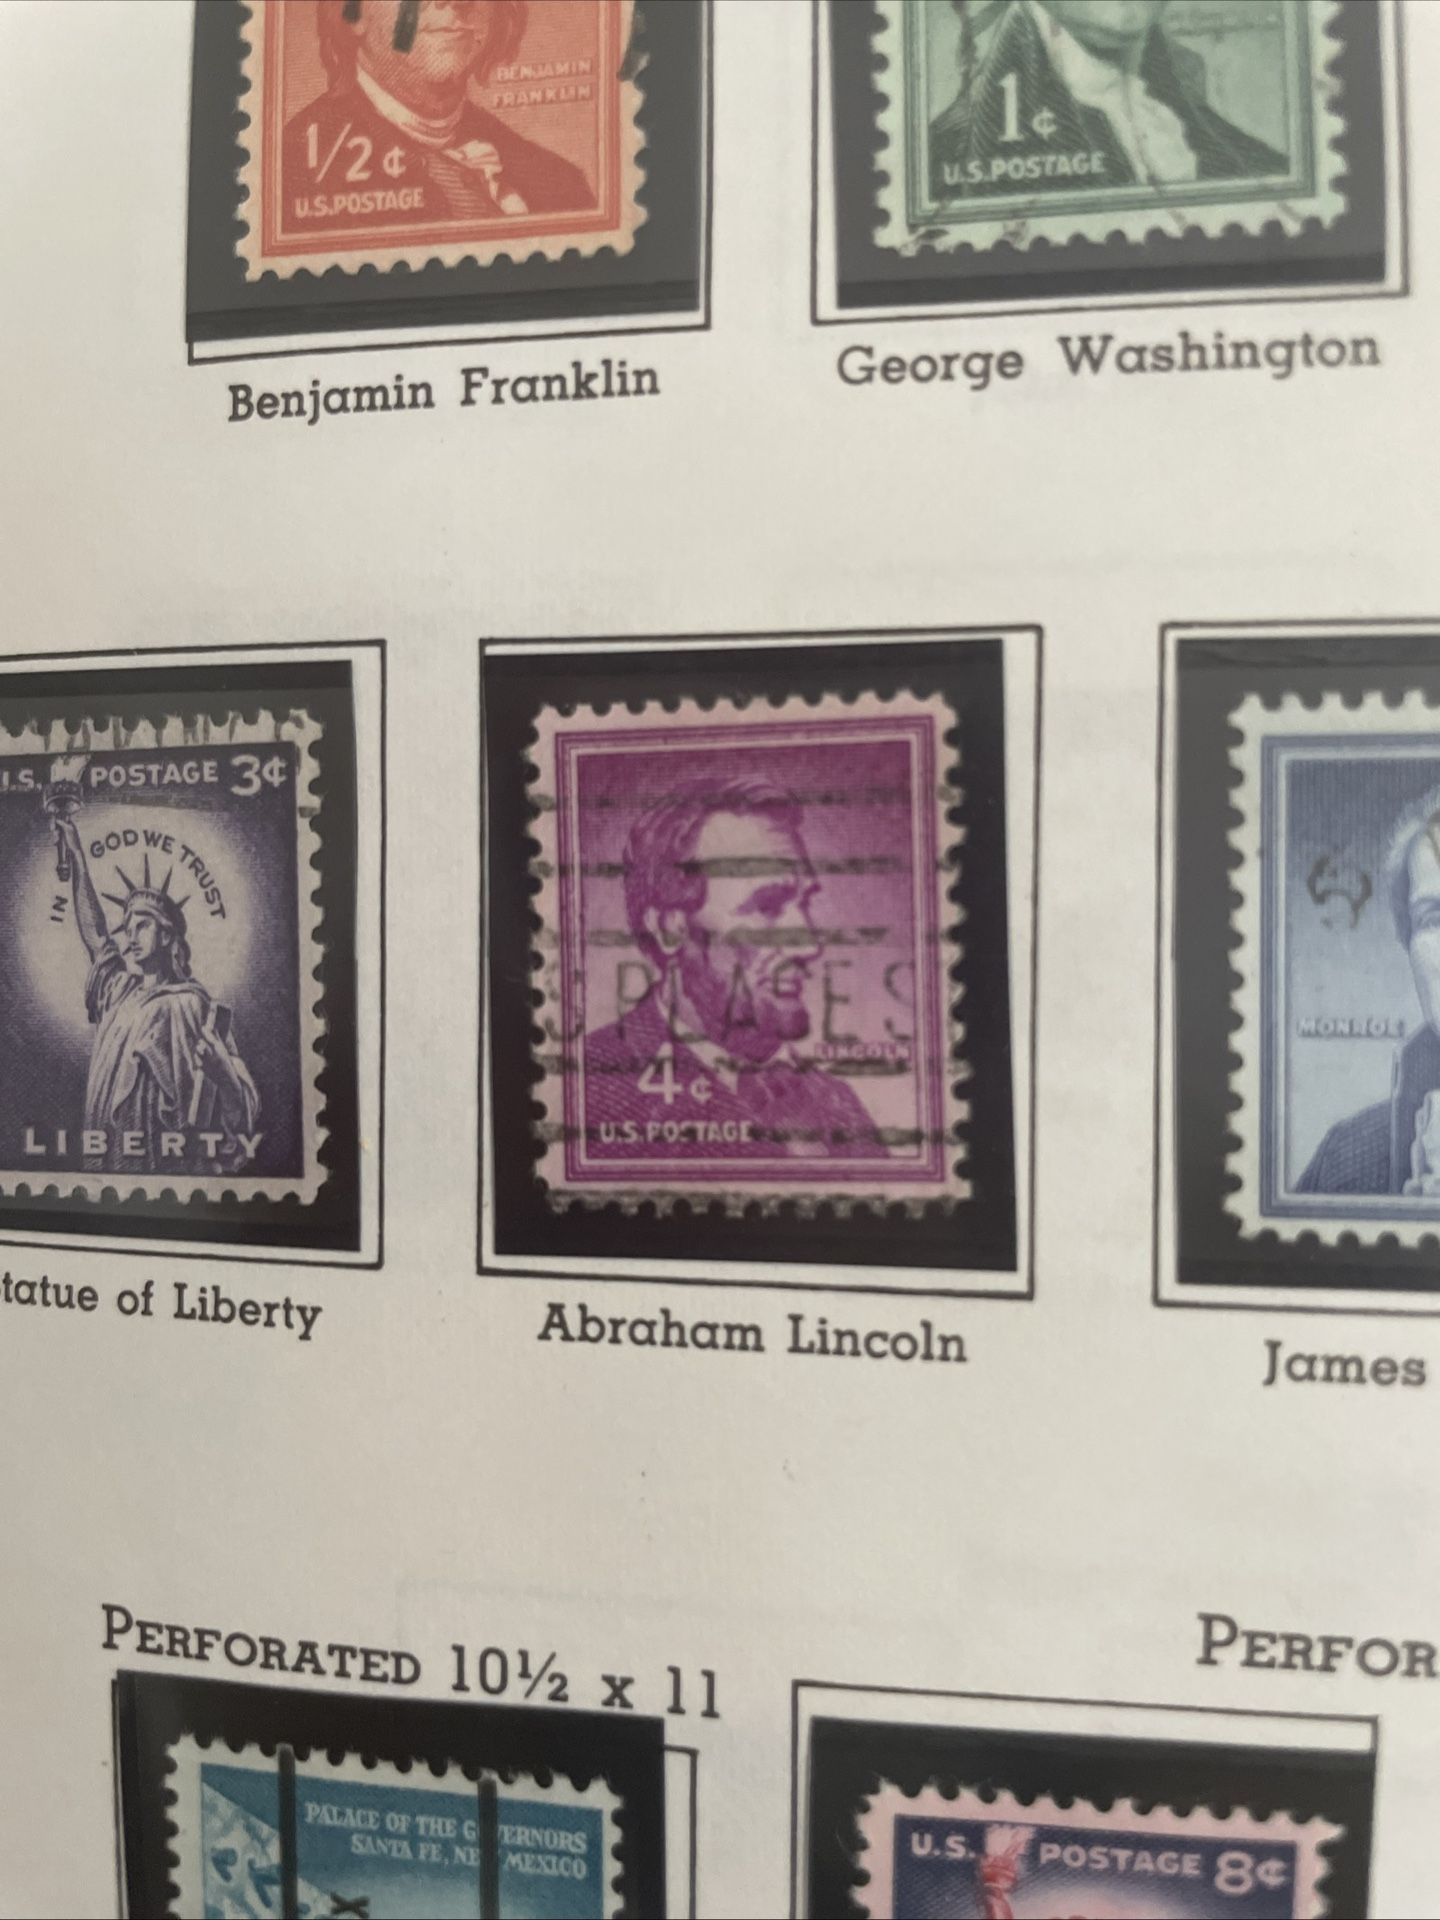 BENJAMIN
FRANKLIN
1/2 ¢
U.S.POSTAGE
1¢
U.S.POSTAGE
Benjamin Franklin
George Washington
U.S. POSTAGE 3¢
IN GOD WE TRUST
LIBERTY
PLACES
LINCOLN
4¢
U.S.POSTAGE
MONROE
of Liberty
Abraham Lincoln
James
PERFORATED 10½ x 11
PALACE OF THE GOVERNORS
SANTA FE, NEW MEXICO
U.S. POSTAGE 8¢